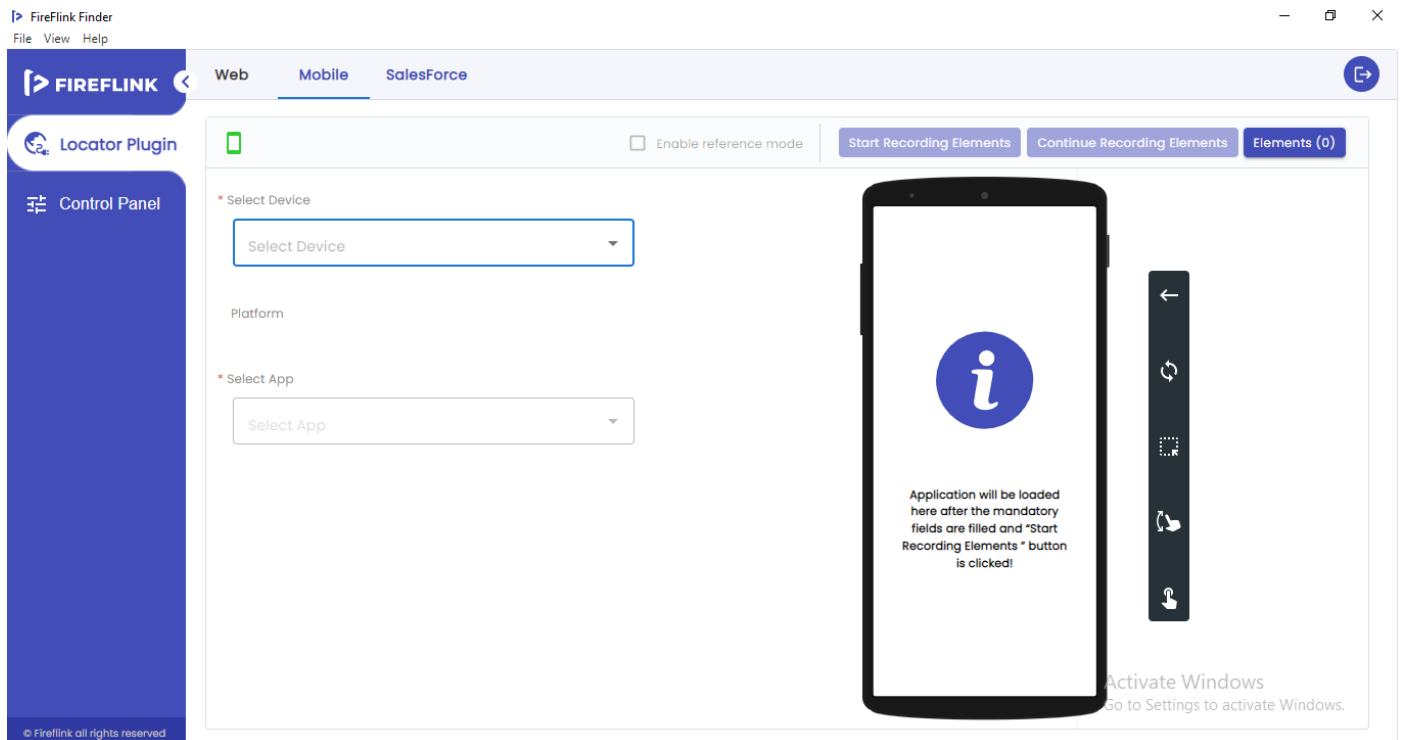 FireFlink Finder
File View Help
FIREFLINK
Web Mobile SalesForce
Locator Plugin
Control Panel
Enable reference mode
Start Recording Elements
Continue Recording Elements
Elements (0)
* Select Device
Select Device
Platform
* Select App
Select App
Application will be loaded
here after the mandatory
fields are filled and “Start
Recording Elements ” button
is clicked!
Activate Windows
Go to Settings to activate Windows.
© Fireflink all rights reserved